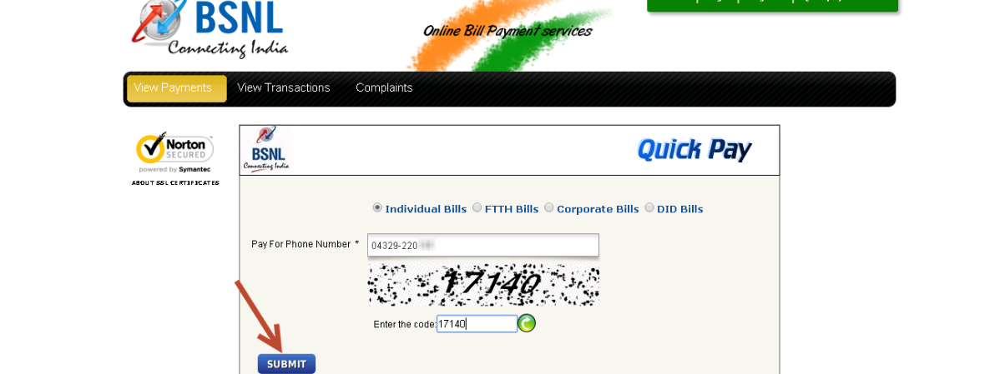 BSNL
Connecting India
Online Bill Payment services
View Payments View Transactions Complaints
Norton
SECURED
powered by Symantec
ABOUT SSL CERTIFICATES
BSNL
Connecting India
Quick Pay
Individual Bills FTTH Bills Corporate Bills DID Bills
Pay For Phone Number * 04329-220
17140
Enter the code: 17140
SUBMIT